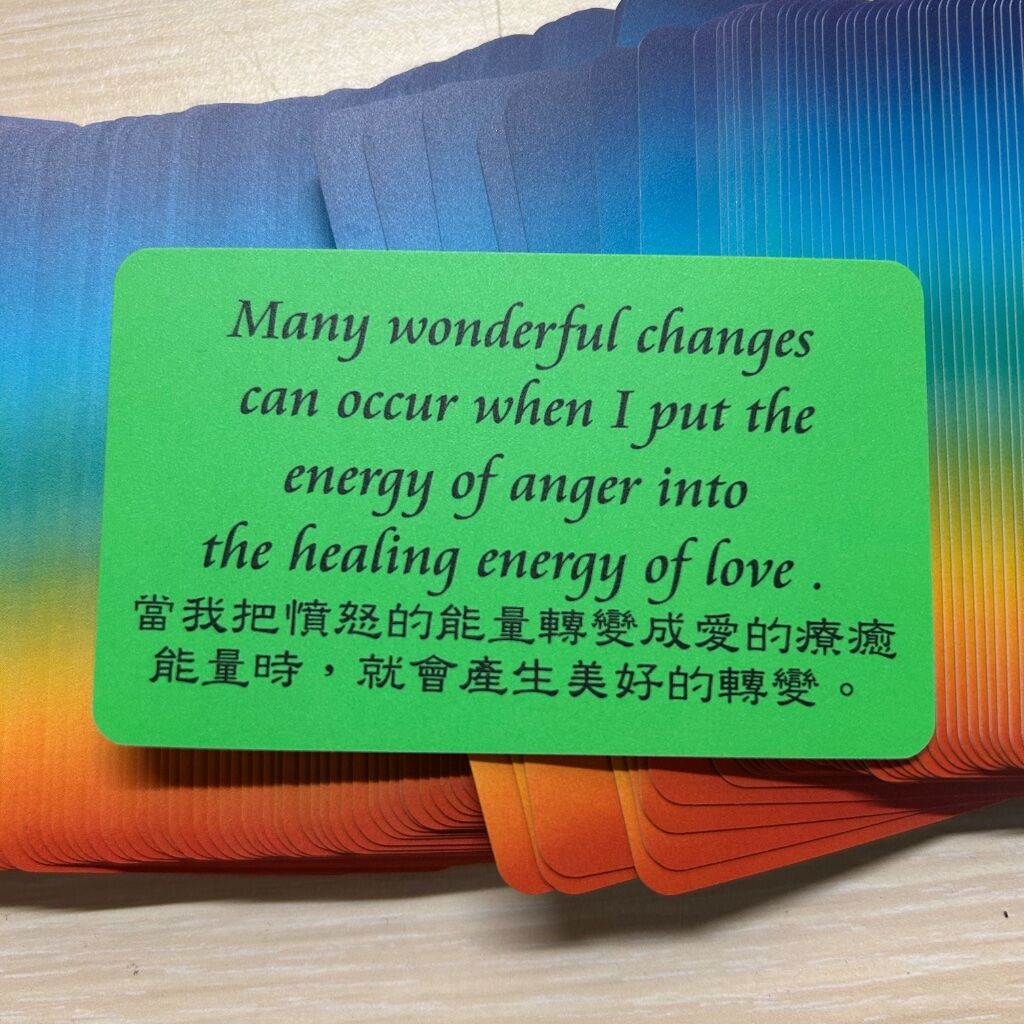 Many wonderful changes
can occur when I put the
energy of anger into
the healing energy of love .
當我把憤怒的能量轉變成愛的療癒
能量時，就會產生美好的轉變。